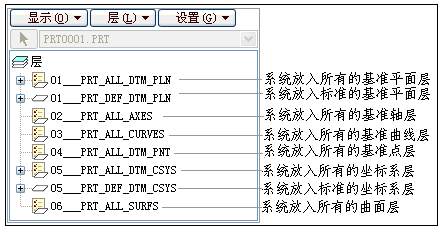 显示(O) 层(L) 设置(G)
PRT0001.PRT
层
01___PRT_ALL_DTM_PLN 系统放入所有的基准平面层
01___PRT_DEF_DTM_PLN 系统放入标准的基准平面层
02___PRT_ALL_AXES 系统放入所有的基准轴层
03___PRT_ALL_CURVES 系统放入所有的基准曲线层
04___PRT_ALL_DTM_PNT 系统放入所有的基准点层
05___PRT_ALL_DTM_CSYS 系统放入所有的坐标系层
05___PRT_DEF_DTM_CSYS 系统放入标准的坐标系层
06___PRT_ALL_SURFS 系统放入所有的曲面层